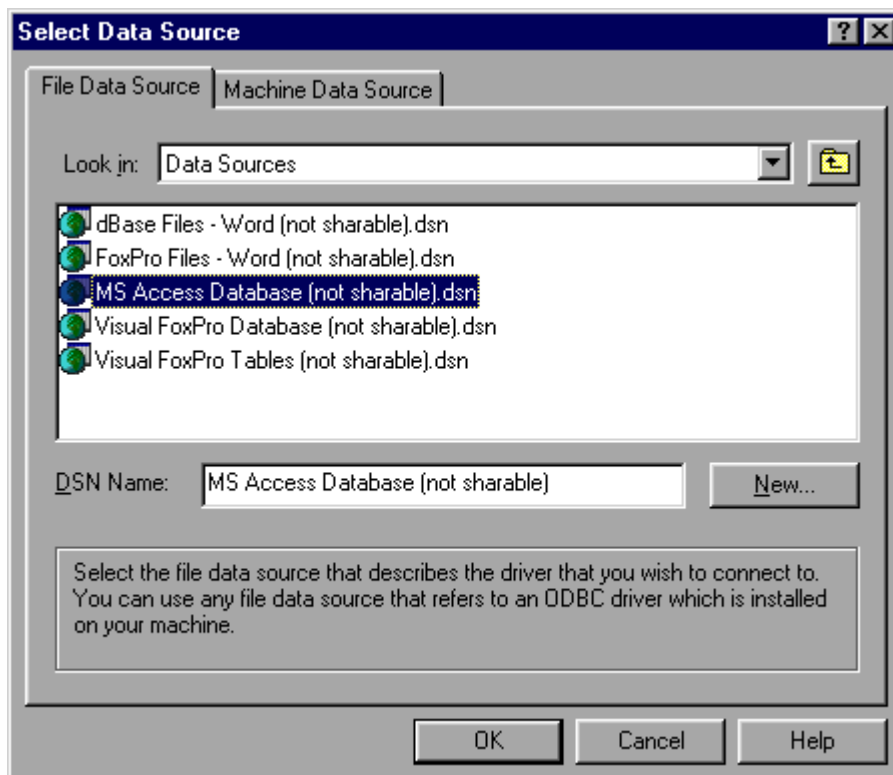 Select Data Source
File Data Source
Machine Data Source
Look in: Data Sources
dBase Files - Word (not sharable).dsn
FoxPro Files - Word (not sharable).dsn
MS Access Database (not sharable).dsn
Visual FoxPro Database (not sharable).dsn
Visual FoxPro Tables (not sharable).dsn
DSN Name: MS Access Database (not sharable) New...
Select the file data source that describes the driver that you wish to connect to.
You can use any file data source that refers to an ODBC driver which is installed
on your machine.
OK Cancel Help